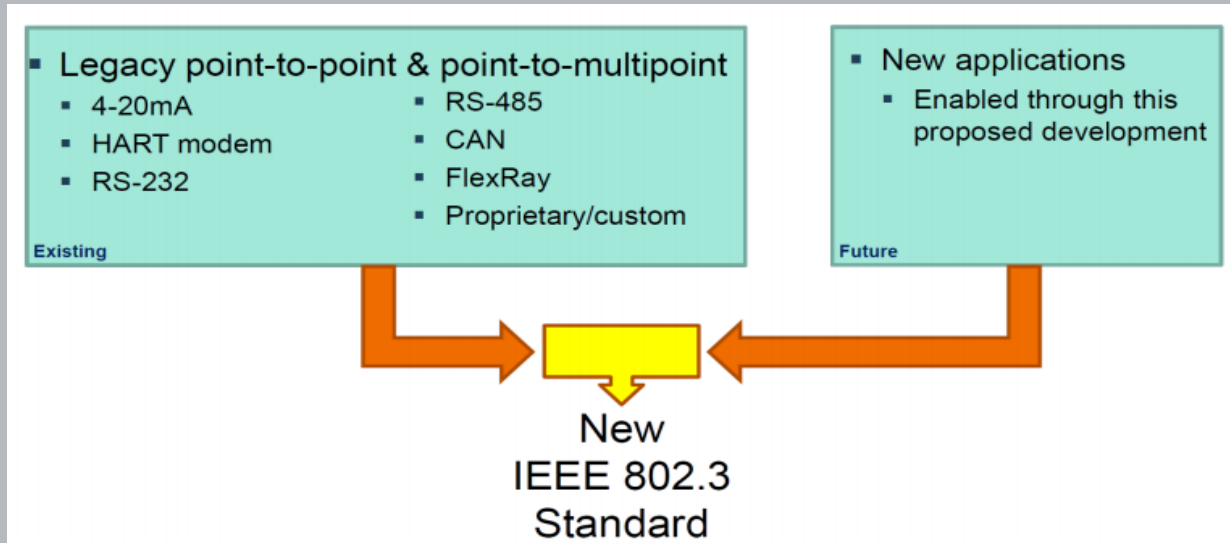 Legacy point-to-point & point-to-multipoint
4-20mA
HART modem
RS-232
RS-485
CAN
FlexRay
Proprietary/custom
Existing
New applications
Enabled through this
proposed development
Future
New
IEEE 802.3
Standard